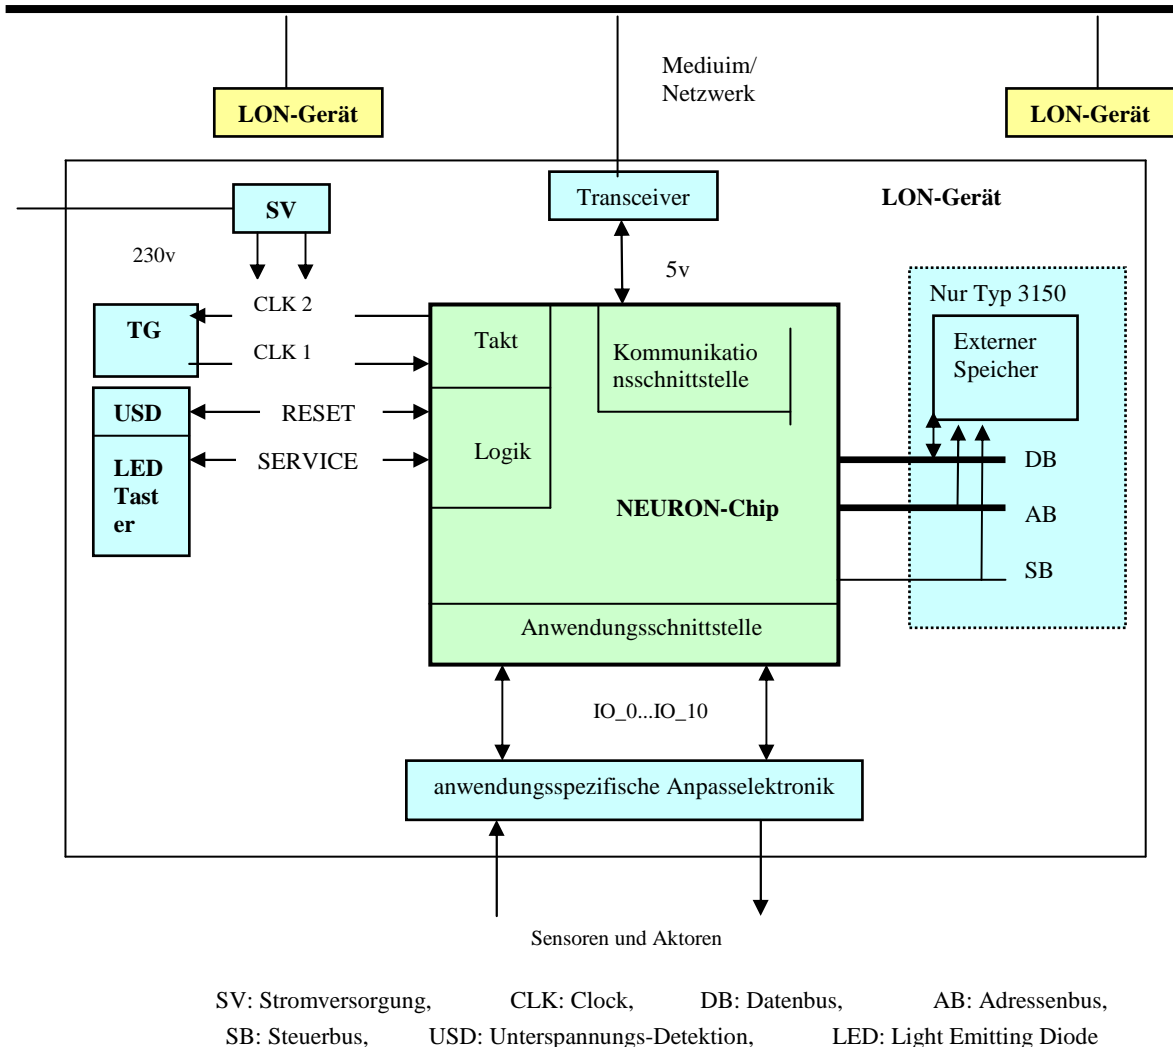 Mediuim/
Netzwerk
LON-Gerät
LON-Gerät
Transceiver
LON-Gerät
SV
230v
5v
Nur Typ 3150
CLK 2
TG
Takt
Kommunikatio
nsschnittstelle
Externer
Speicher
CLK 1
USD
RESET
Logik
LED
Tast
er
SERVICE
DB
NEURON-Chip
AB
SB
Anwendungsschnittstelle
IO_0...IO_10
anwendungsspezifische Anpasselektronik
Sensoren und Aktoren
SV: Stromversorgung, CLK: Clock, DB: Datenbus, AB: Adressenbus,
SB: Steuerbus, USD: Unterspannungs-Detektion, LED: Light Emitting Diode